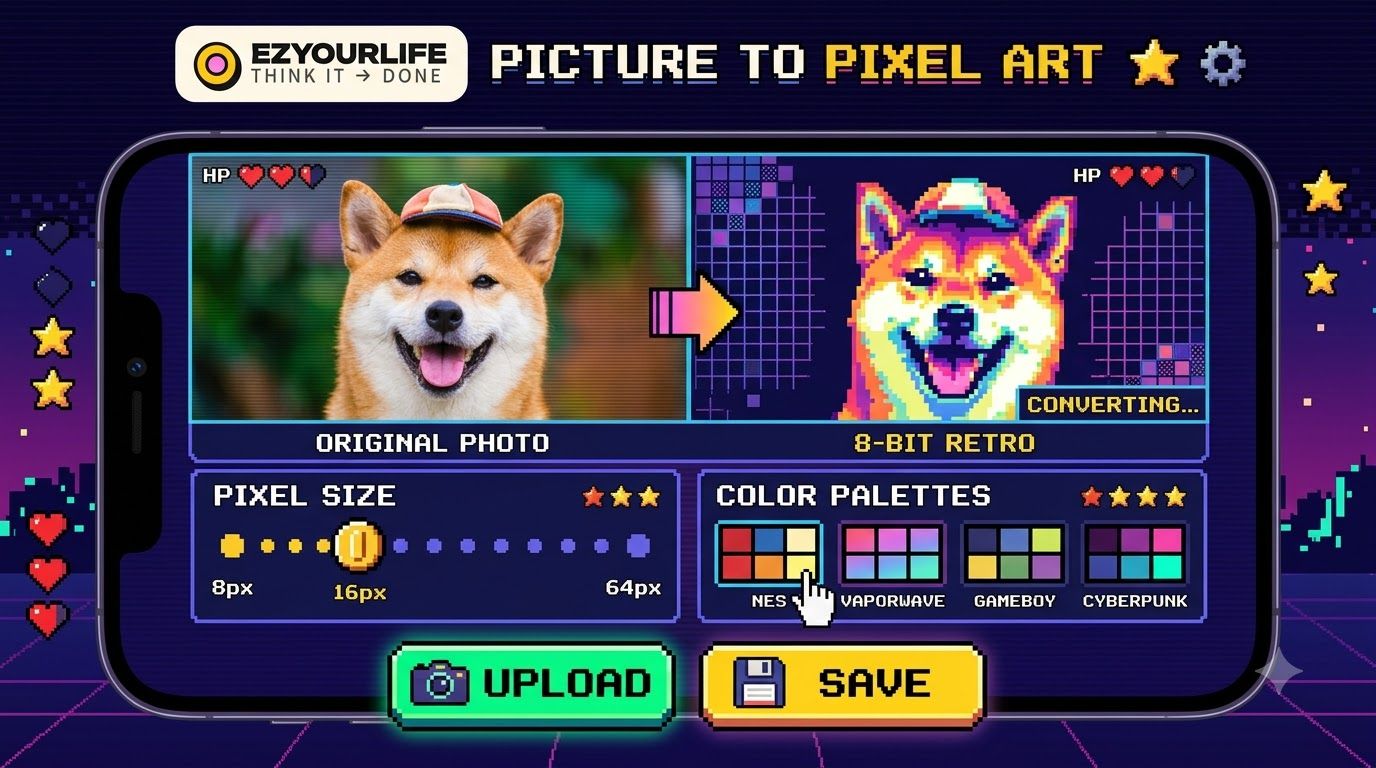 EZYOURLIFE
THINK IT → DONE
PICTURE TO PIXEL ART
HP
HP
CONVERTING...
ORIGINAL PHOTO
8-BIT RETRO
PIXEL SIZE
8px
16px
64px
COLOR PALETTES
NES
VAPORWAVE
GAMEBOY
CYBERPUNK
UPLOAD
SAVE